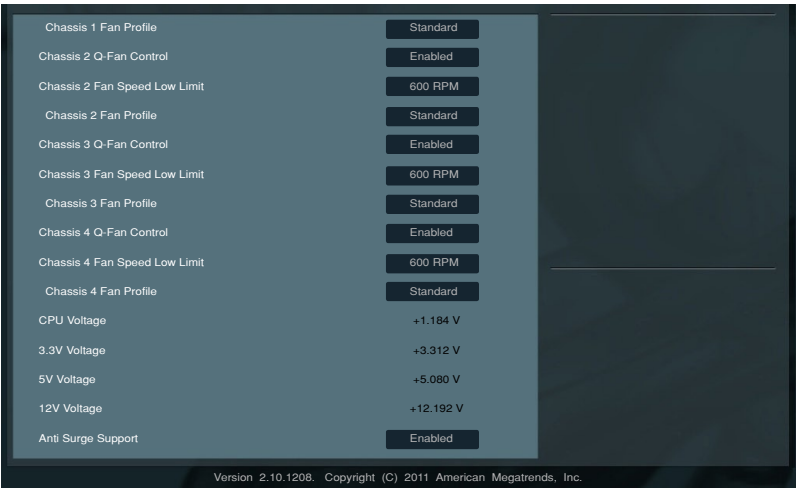 Chassis 1 Fan Profile Standard
Chassis 2 Q-Fan Control Enabled
Chassis 2 Fan Speed Low Limit 600 RPM
Chassis 2 Fan Profile Standard
Chassis 3 Q-Fan Control Enabled
Chassis 3 Fan Speed Low Limit 600 RPM
Chassis 3 Fan Profile Standard
Chassis 4 Q-Fan Control Enabled
Chassis 4 Fan Speed Low Limit 600 RPM
Chassis 4 Fan Profile Standard
CPU Voltage +1.184 V
3.3V Voltage +3.312 V
5V Voltage +5.080 V
12V Voltage +12.192 V
Anti Surge Support Enabled
Version 2.10.1208. Copyright (C) 2011 American Megatrends, Inc.